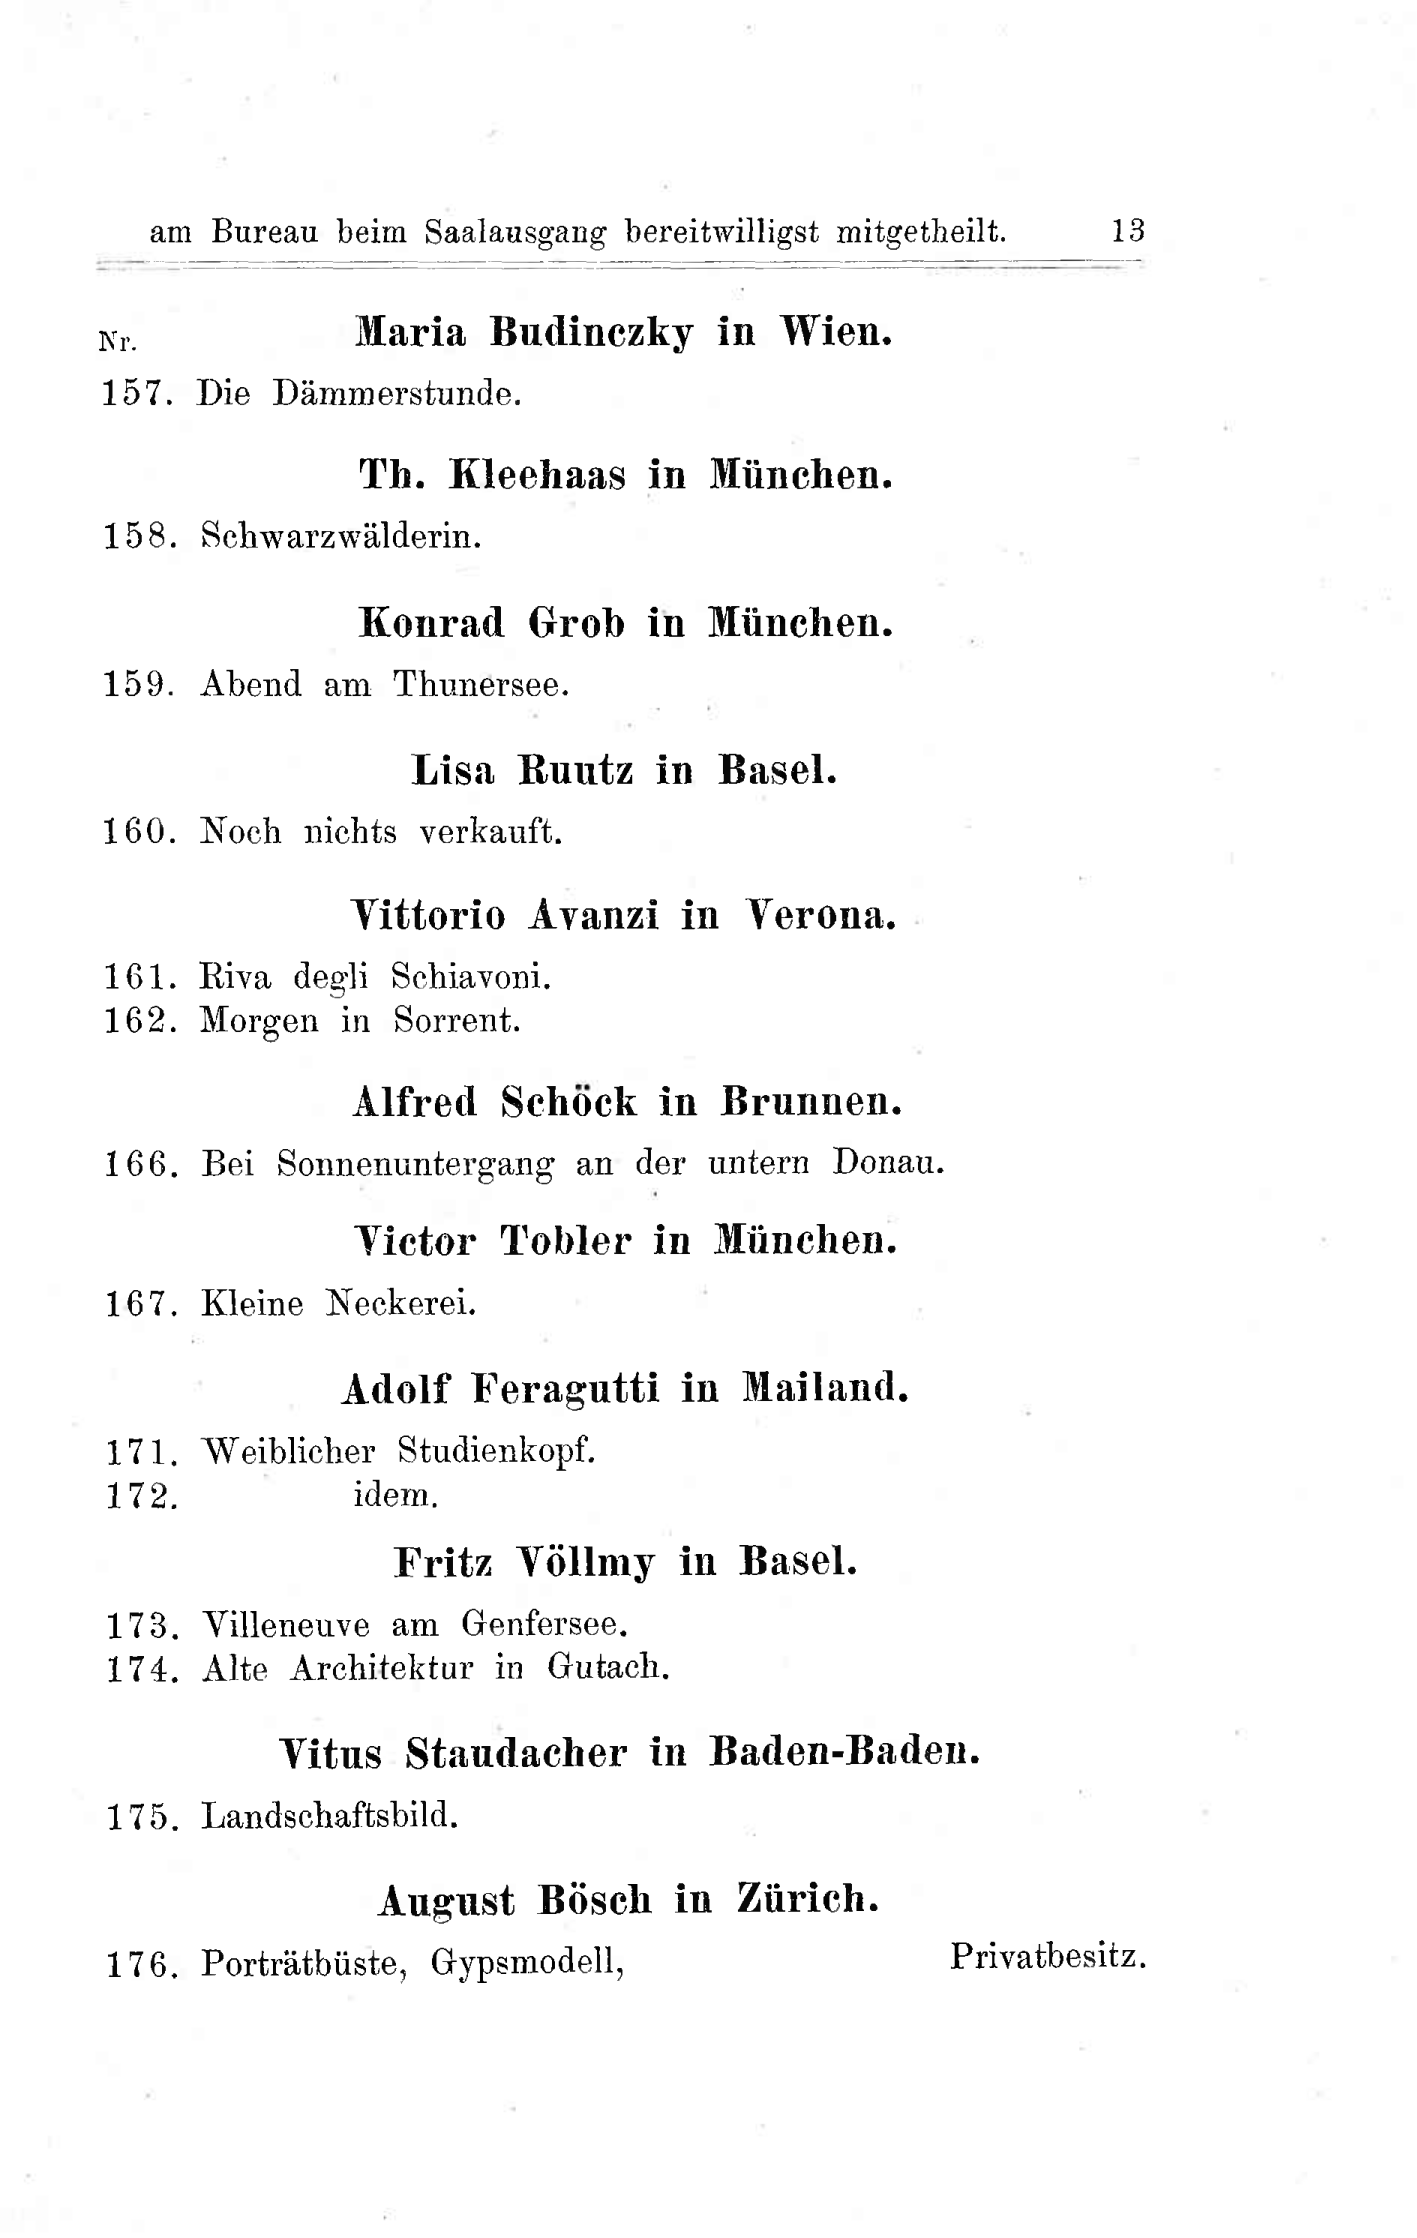 am Bureau beim Saalausgang bereitwilligst mitgetheilt. 13
Nr. Maria Budinczky in Wien.
157. Die Dämmerstunde.
Th. Kleehaas in München.
158. Schwarzwälderin.
Konrad Grob in München.
159. Abend am Thunersee.
Lisa Ruutz in Basel.
160. Noch nichts verkauft.
Vittorio Avanzi in Verona.
161. Riva degli Schiavoni.
162. Morgen in Sorrent.
Alfred Schöck in Brunnen.
166. Bei Sonnenuntergang an der untern Donau.
Victor Tobler in München.
167. Kleine Neckerei.
Adolf Feragutti in Mailand.
171. Weiblicher Studienkopf.
172. idem.
Fritz Völlmy in Basel.
173. Villeneuve am Genfersee.
174. Alte Architektur in Gutach.
Vitus Staudacher in Baden-Baden.
175. Landschaftsbild.
August Bösch in Zürich.
176. Porträtbüste, Gypsmodell, Privatbesitz.